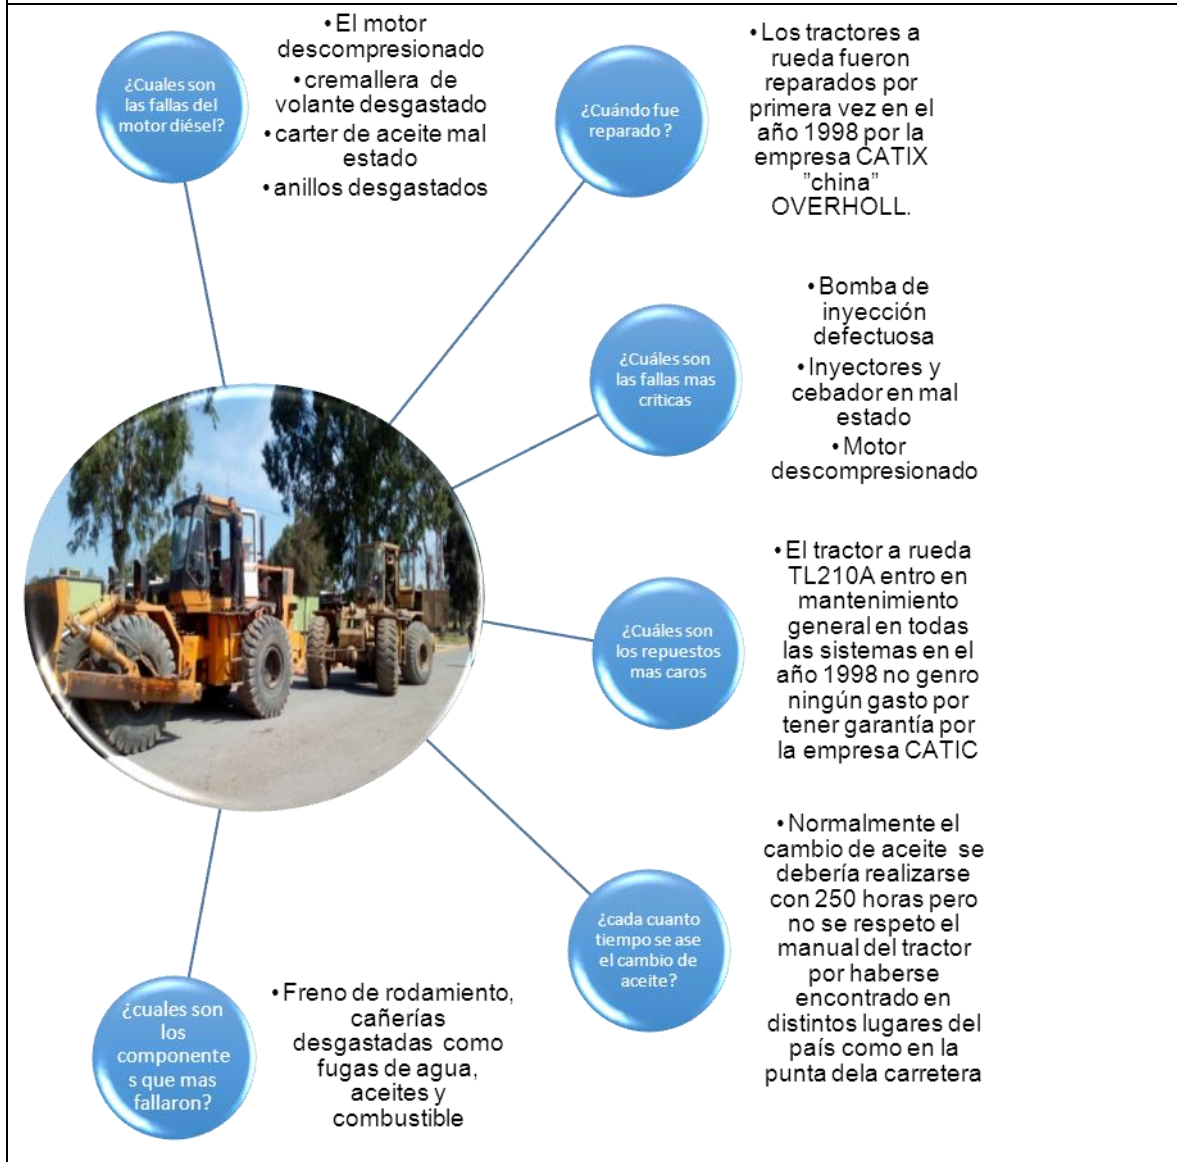 ¿Cuales son
las fallas del
motor diésel?
• El motor
descompresionado
• cremallera de
volante desgastado
• carter de aceite mal
estado
• anillos desgastados
¿Cuándo fue
reparado ?
• Los tractores a
rueda fueron
reparados por
primera vez en el
año 1998 por la
empresa CATIX
”china”
OVERHOLL.
¿Cuáles son
las fallas mas
criticas
• Bomba de
inyección
defectuosa
• Inyectores y
cebador en mal
estado
• Motor
descompresionado
¿Cuáles son
los repuestos
mas caros
• El tractor a rueda
TL210A entro en
mantenimiento
general en todas
las sistemas en el
año 1998 no genro
ningún gasto por
tener garantía por
la empresa CATIC
¿cada cuanto
tiempo se ase
el cambio de
aceite?
• Normalmente el
cambio de aceite se
debería realizarse
con 250 horas pero
no se respeto el
manual del tractor
por haberse
encontrado en
distintos lugares del
país como en la
punta dela carretera
¿cuales son
los
componente
s que mas
fallaron?
• Freno de rodamiento,
cañerías
desgastadas como
fugas de agua,
aceites y
combustible